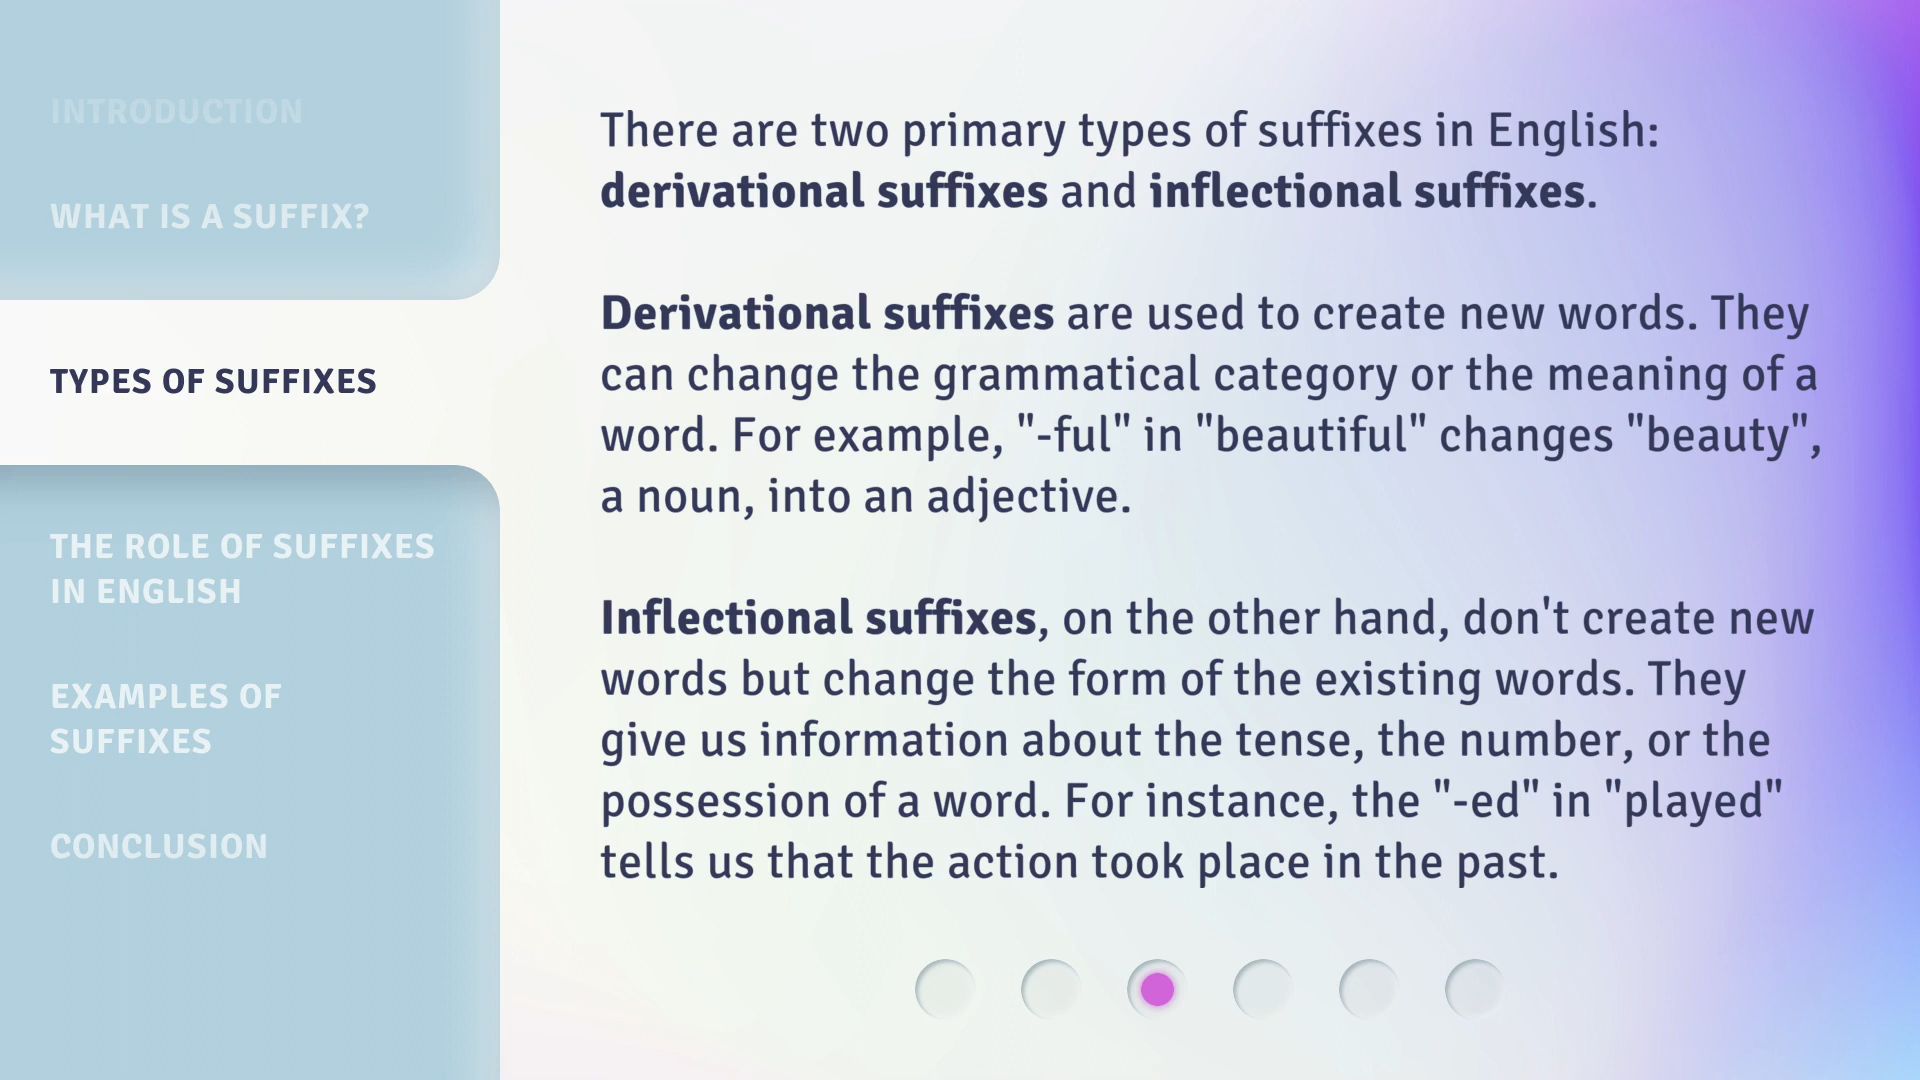 INTRODUCTION
WHAT IS A SUFFIX?
TYPES OF SUFFIXES
THE ROLE OF SUFFIXES
IN ENGLISH
EXAMPLES OF
SUFFIXES
CONCLUSION
There are two primary types of suffixes in English:
derivational suffixes and inflectional suffixes.
Derivational suffixes are used to create new words. They
can change the grammatical category or the meaning of a
word. For example, "-ful" in "beautiful" changes "beauty",
a noun, into an adjective.
Inflectional suffixes, on the other hand, don't create new
words but change the form of the existing words. They
give us information about the tense, the number, or the
possession of a word. For instance, the "-ed" in "played"
tells us that the action took place in the past.